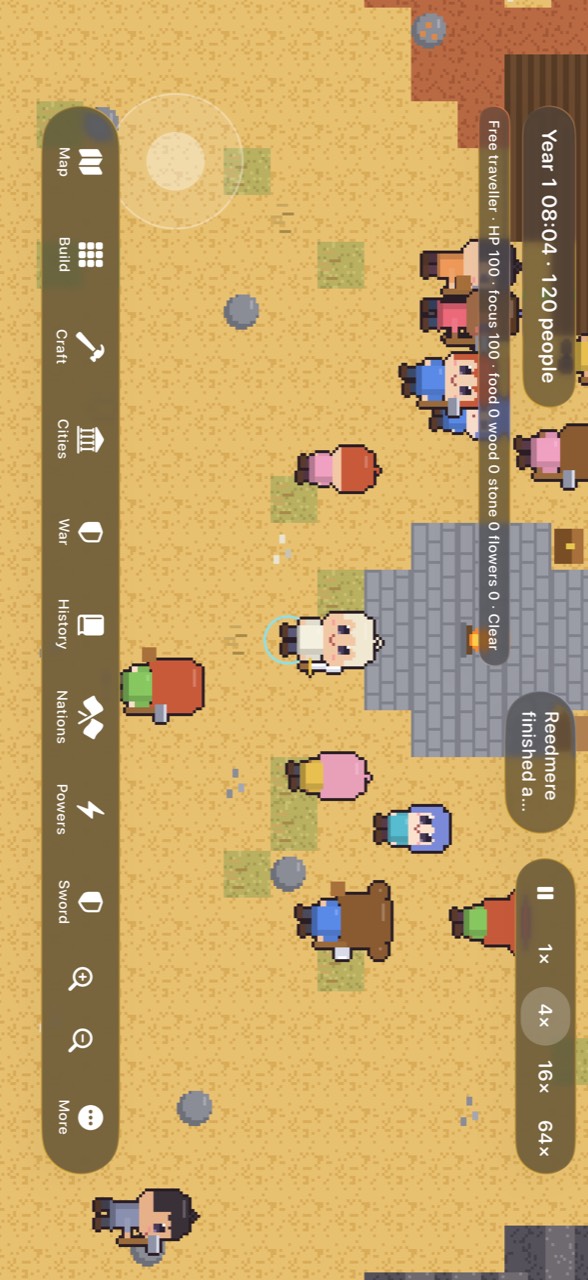 Year 1 08:04 · 120 people
Reedmere
finished a...
1×
4×
16×
64×
Free traveller · HP 100 · focus 100 · food 0 wood 0 stone 0 flowers 0 · Clear
Map
Build
Craft
Cities
War
History
Nations
Powers
Sword
More